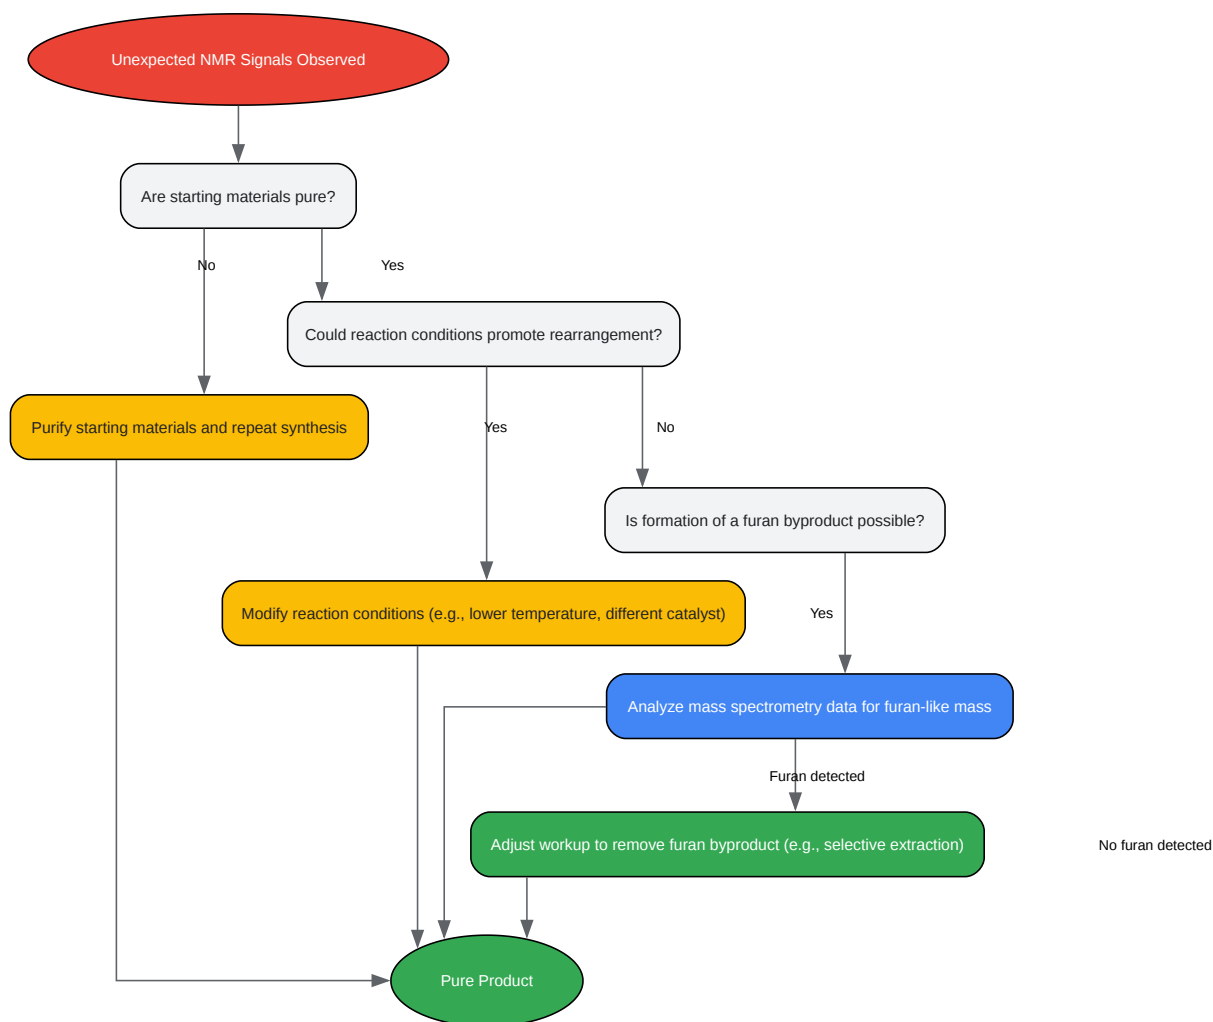 Unexpected NMR Signals Observed
Are starting materials pure?
No
Yes
Could reaction conditions promote rearrangement?
Purify starting materials and repeat synthesis
Yes
No
Is formation of a furan byproduct possible?
Modify reaction conditions (e.g., lower temperature, different catalyst)
Yes
Analyze mass spectrometry data for furan-like mass
Furan detected
Adjust workup to remove furan byproduct (e.g., selective extraction)
No furan detected
Pure Product